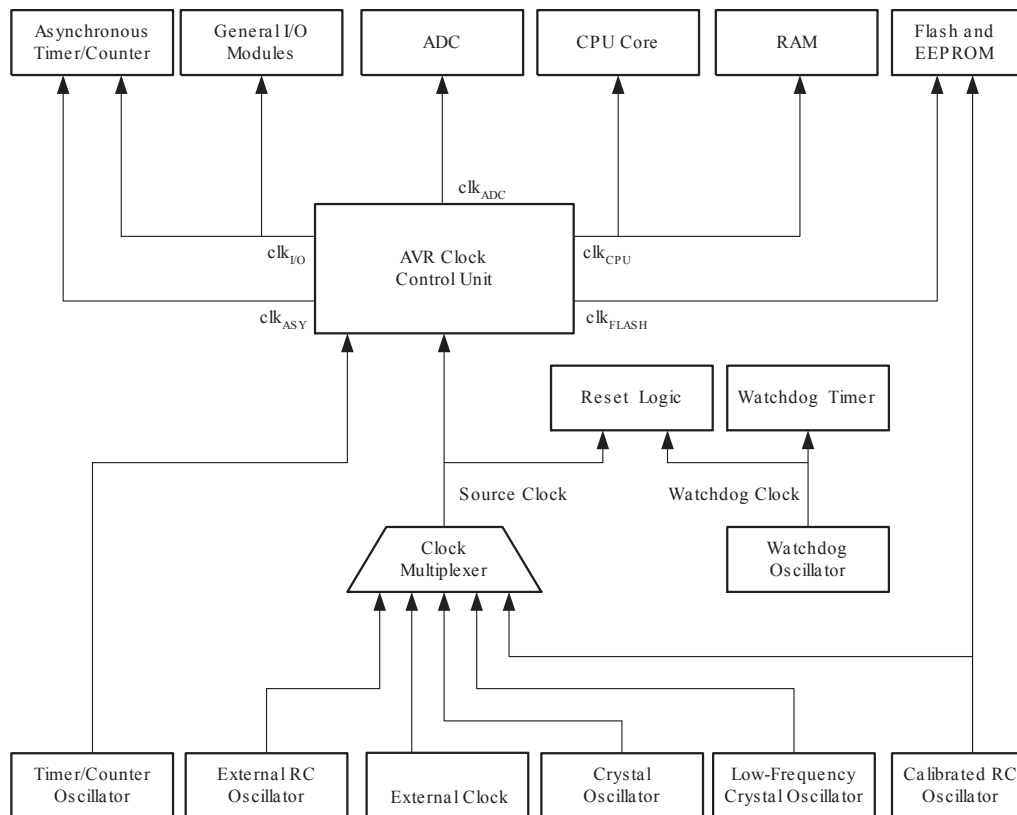 Asynchronous
Timer/Counter
General I/O
Modules
ADC
CPU Core
RAM
Flash and
EEPROM
clkADC
AVR Clock
Control Unit
clkI/O
clkCPU
clkASY
clkFLASH
Reset Logic
Watchdog Timer
Source Clock
Watchdog Clock
Clock
Multiplexer
Watchdog
Oscillator
Timer/Counter
Oscillator
External RC
Oscillator
External Clock
Crystal
Oscillator
Low-Frequency
Crystal Oscillator
Calibrated RC
Oscillator